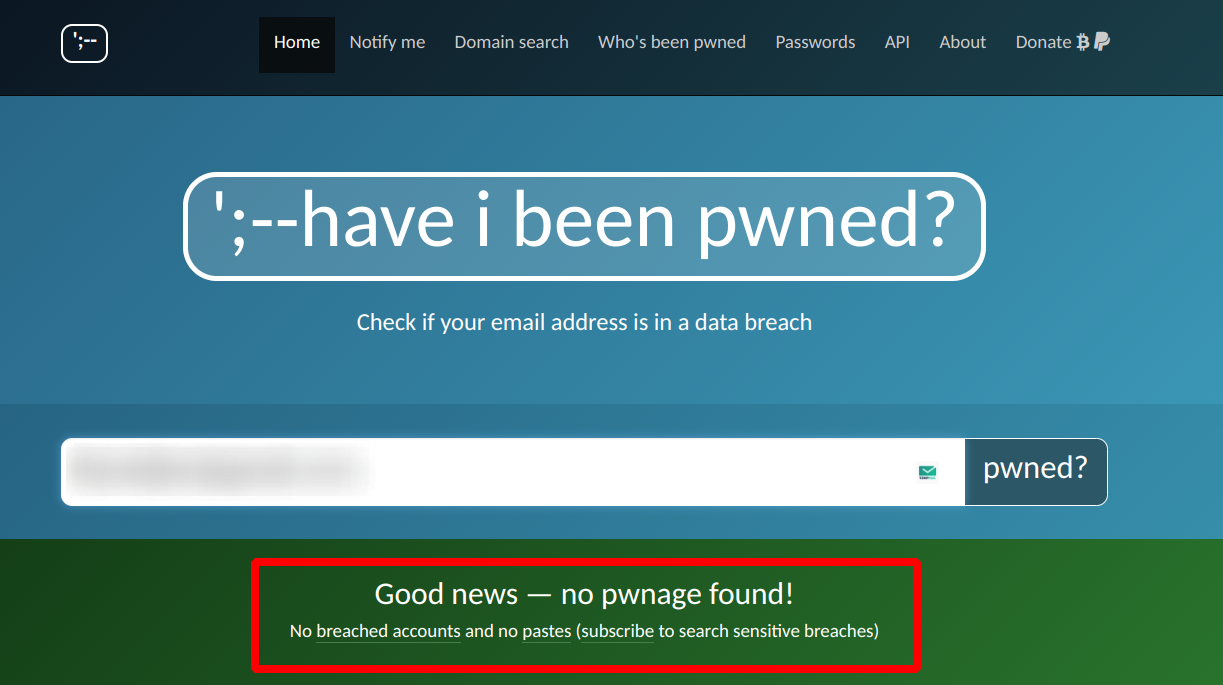 ';--
Home Notify me Domain search Who's been pwned Passwords API About Donate
';--have i been pwned?
Check if your email address is in a data breach
pwned?
Good news — no pwnage found!
No breached accounts and no pastes (subscribe to search sensitive breaches)